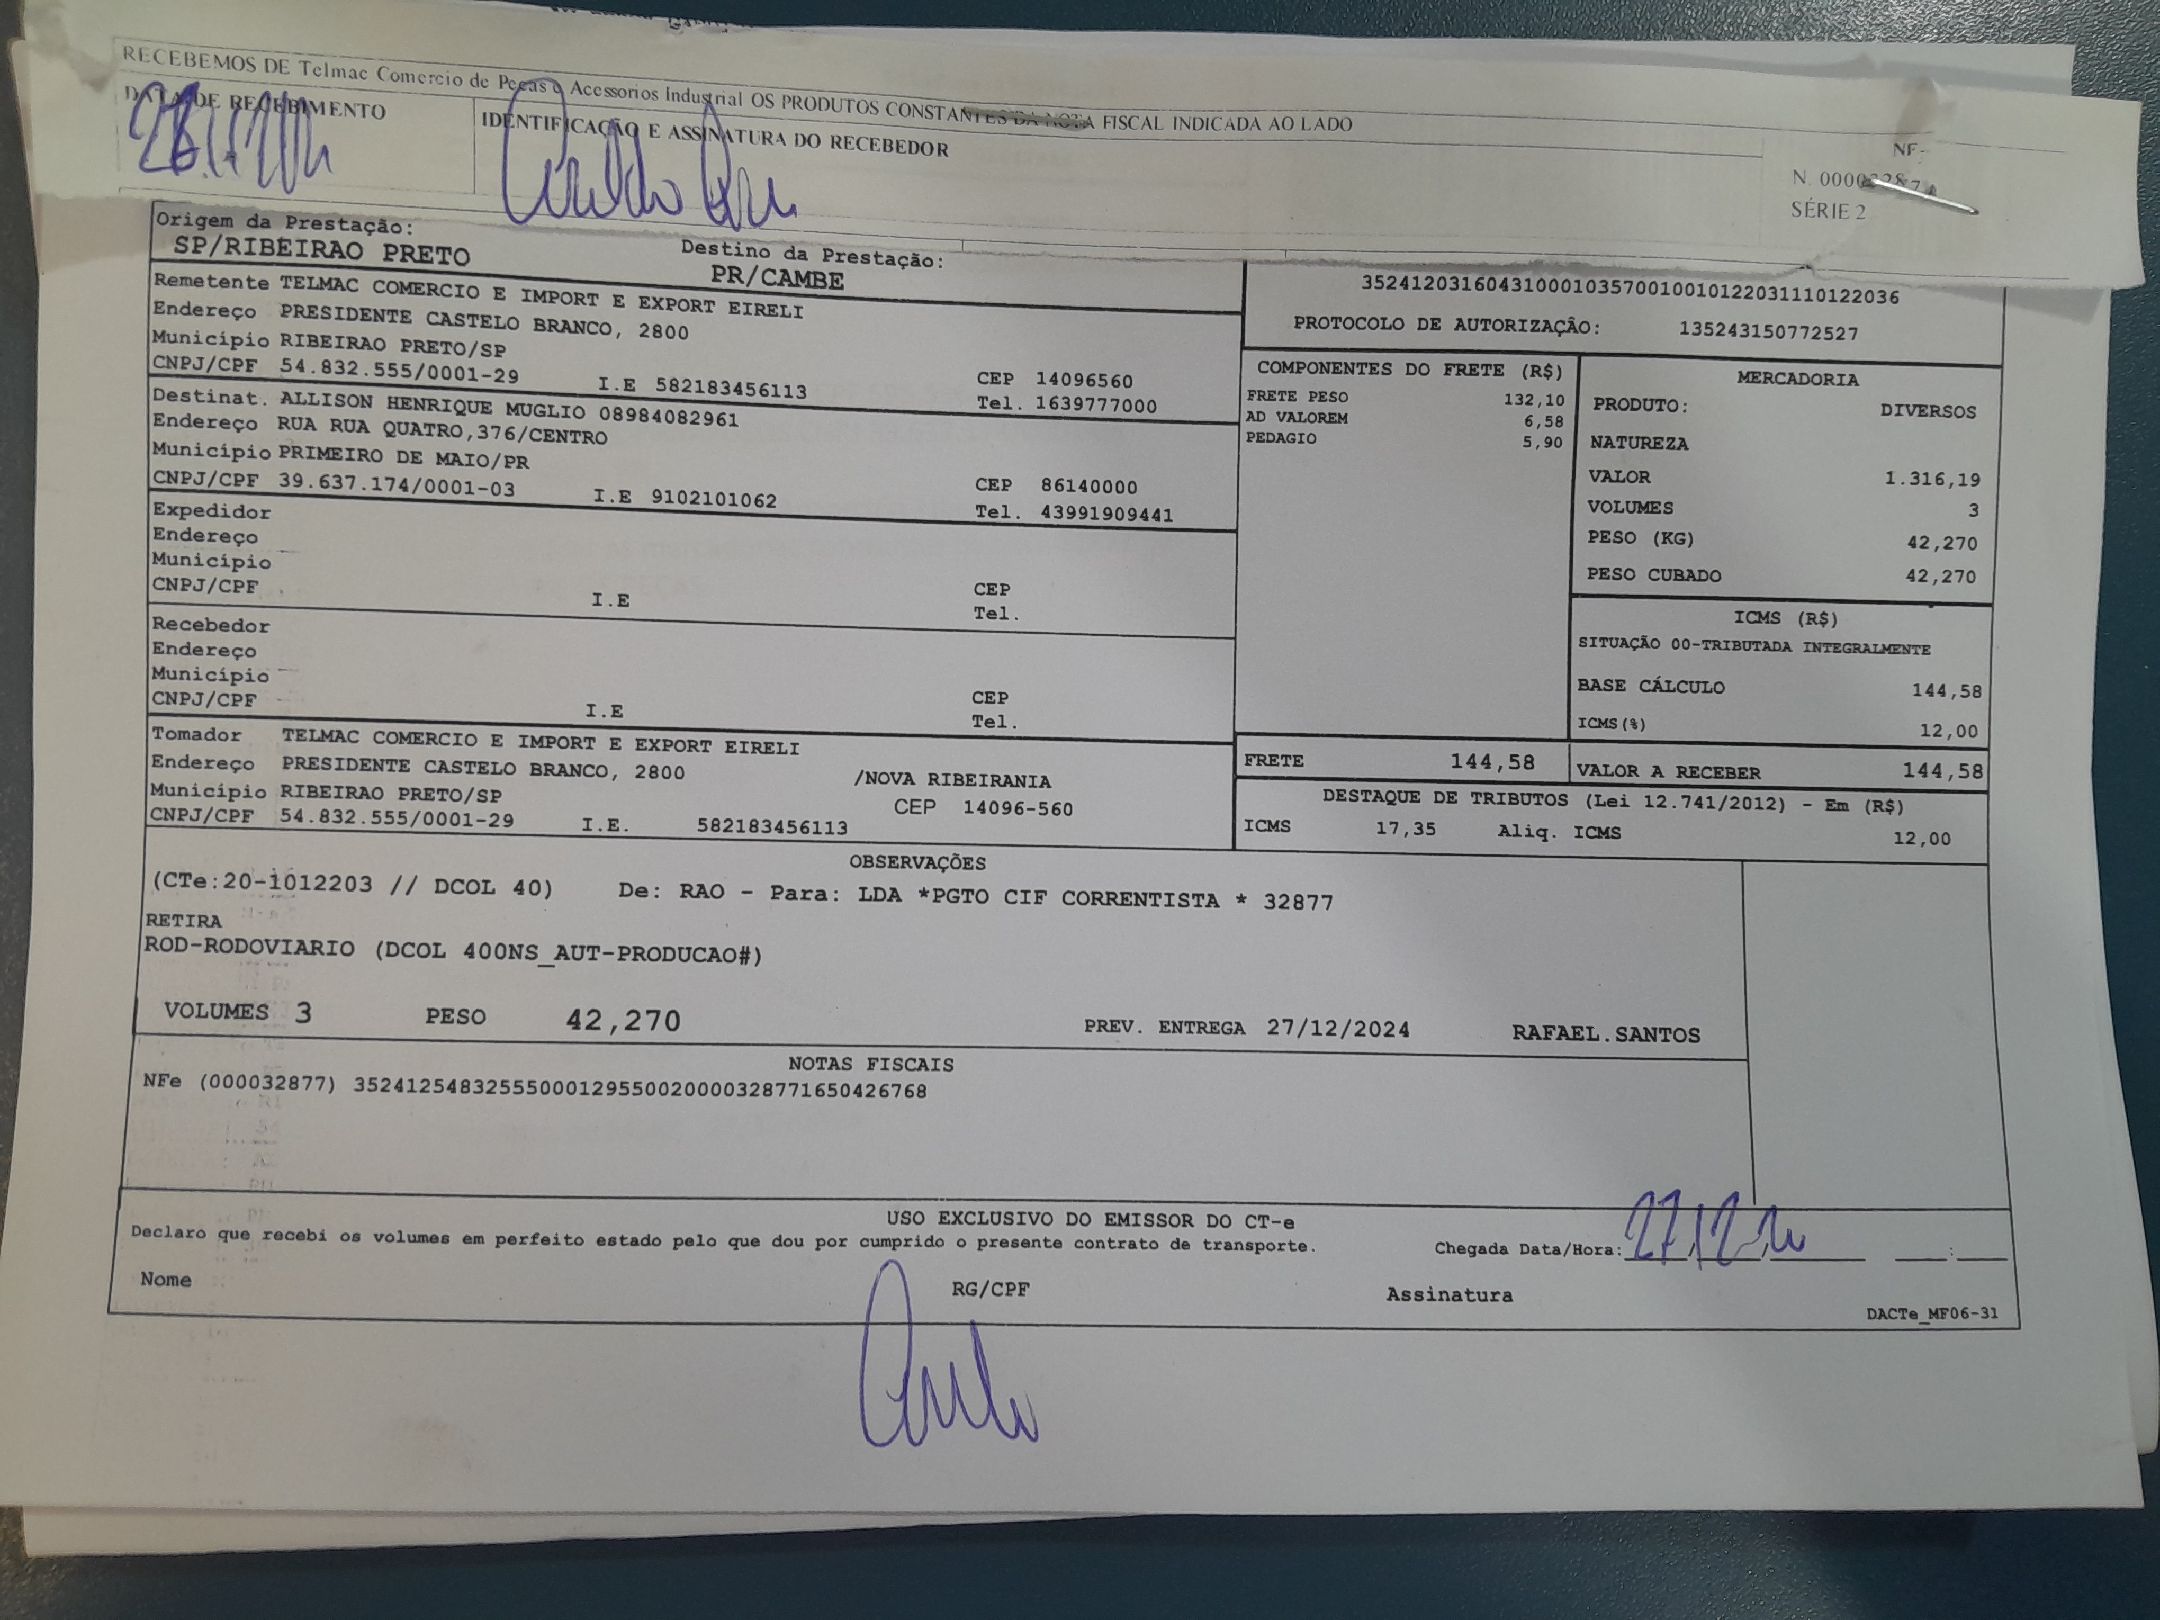 RECEBEMOS DE Telmac Comercio de Peças e Acessorios Industrial OS PRODUTOS CONSTANTES DA NOTA FISCAL INDICADA AO LADO
DATA DE RECEBIMENTO
IDENTIFICAÇÃO E ASSINATURA DO RECEBEDOR
NF-
SÉRIE 2
Origem da Prestação:
SP/RIBEIRAO PRETO
Destino da Prestação:
PR/CAMBE
Remetente TELMAC COMERCIO E IMPORT E EXPORT EIRELI
Endereço PRESIDENTE CASTELO BRANCO, 2800
Município RIBEIRAO PRETO/SP
CNPJ/CPF 54.832.555/0001-29 I.E 582183456113
CEP 14096560
Tel. 1639777000
Destinat. ALLISON HENRIQUE MUGLIO 08984082961
Endereço RUA RUA QUATRO,376/CENTRO
Município PRIMEIRO DE MAIO/PR
CNPJ/CPF 39.637.174/0001-03 I.E 9102101062
CEP 86140000
Tel. 43991909441
Expedidor
Endereço
Município
CNPJ/CPF I.E
CEP
Tel.
Recebedor
Endereço
Município
CNPJ/CPF I.E
CEP
Tel.
Tomador TELMAC COMERCIO E IMPORT E EXPORT EIRELI
Endereço PRESIDENTE CASTELO BRANCO, 2800 /NOVA RIBEIRANIA
Município RIBEIRAO PRETO/SP CEP 14096-560
CNPJ/CPF 54.832.555/0001-29 I.E. 582183456113
35241203160431000103570010010122031110122036
PROTOCOLO DE AUTORIZAÇÃO: 135243150772527
COMPONENTES DO FRETE (R$)
FRETE PESO 132,10
AD VALOREM 6,58
PEDAGIO 5,90
MERCADORIA
PRODUTO: DIVERSOS
NATUREZA
VALOR 1.316,19
VOLUMES 3
PESO (KG) 42,270
PESO CUBADO 42,270
ICMS (R$)
SITUAÇÃO 00-TRIBUTADA INTEGRALMENTE
BASE CÁLCULO 144,58
ICMS(%) 12,00
FRETE 144,58
VALOR A RECEBER 144,58
DESTAQUE DE TRIBUTOS (Lei 12.741/2012) - Em (R$)
ICMS 17,35 Aliq. ICMS 12,00
OBSERVAÇÕES
(CTe:20-1012203 // DCOL 40) De: RAO - Para: LDA *PGTO CIF CORRENTISTA * 32877
RETIRA
ROD-RODOVIARIO (DCOL 400NS_AUT-PRODUCAO#)
VOLUMES 3 PESO 42,270 PREV. ENTREGA 27/12/2024 RAFAEL.SANTOS
NOTAS FISCAIS
NFe (000032877) 35241254832555000129550020000328771650426768
USO EXCLUSIVO DO EMISSOR DO CT-e
Declaro que recebi os volumes em perfeito estado pelo que dou por cumprido o presente contrato de transporte.
Chegada Data/Hora:
Nome RG/CPF Assinatura
DACTe_MF06-31